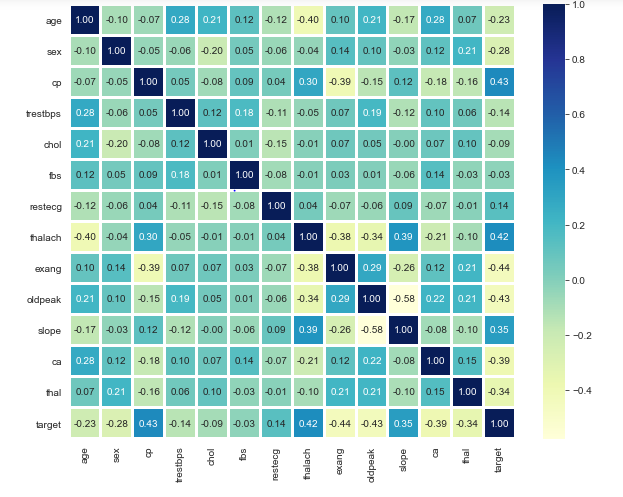 age 1.00 -0.10 -0.07 0.28 0.21 0.12 -0.12 -0.40 0.10 0.21 -0.17 0.28 0.07 -0.23
sex -0.10 1.00 -0.05 -0.06 -0.20 0.05 -0.06 -0.04 0.14 0.10 -0.03 0.12 0.21 -0.28
cp -0.07 -0.05 1.00 0.05 -0.08 0.09 0.04 0.30 -0.39 -0.15 0.12 -0.18 -0.16 0.43
trestbps 0.28 -0.06 0.05 1.00 0.12 0.18 -0.11 -0.05 0.07 0.19 -0.12 0.10 0.06 -0.14
chol 0.21 -0.20 -0.08 0.12 1.00 0.01 -0.15 -0.01 0.07 0.05 -0.00 0.07 0.10 -0.09
fbs 0.12 0.05 0.09 0.18 0.01 1.00 -0.08 -0.01 0.03 0.01 -0.06 0.14 -0.03 -0.03
restecg -0.12 -0.06 0.04 -0.11 -0.15 -0.08 1.00 0.04 -0.07 -0.06 0.09 -0.07 -0.01 0.14
thalach -0.40 -0.04 0.30 -0.05 -0.01 -0.01 0.04 1.00 -0.38 -0.34 0.39 -0.21 -0.10 0.42
exang 0.10 0.14 -0.39 0.07 0.07 0.03 -0.07 -0.38 1.00 0.29 -0.26 0.12 0.21 -0.44
oldpeak 0.21 0.10 -0.15 0.19 0.05 0.01 -0.06 -0.34 0.29 1.00 -0.58 0.22 0.21 -0.43
slope -0.17 -0.03 0.12 -0.12 -0.00 -0.06 0.09 0.39 -0.26 -0.58 1.00 -0.08 -0.10 0.35
ca 0.28 0.12 -0.18 0.10 0.07 0.14 -0.07 -0.21 0.12 0.22 -0.08 1.00 0.15 -0.39
thal 0.07 0.21 -0.16 0.06 0.10 -0.03 -0.01 -0.10 0.21 0.21 -0.10 0.15 1.00 -0.34
target -0.23 -0.28 0.43 -0.14 -0.09 -0.03 0.14 0.42 -0.44 -0.43 0.35 -0.39 -0.34 1.00
age sex cp trestbps chol fbs restecg thalach exang oldpeak slope ca thal target
1.0
0.8
0.6
0.4
0.2
0.0
-0.2
-0.4